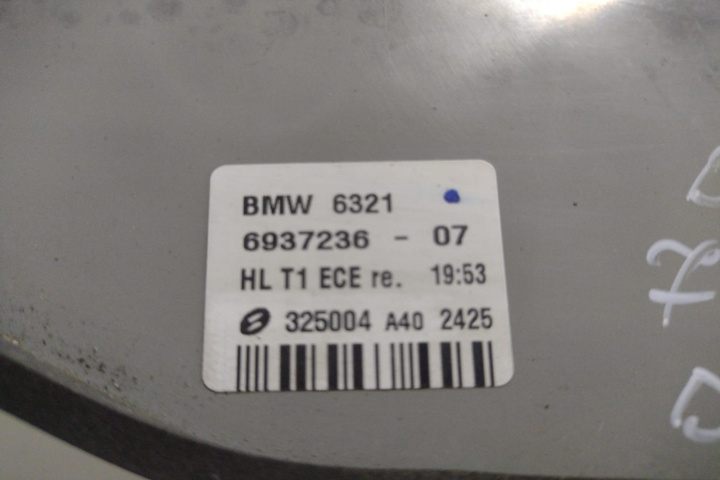 BMW 6321
6937236 - 07
HL T1 ECE re. 19:53
325004 A40 2425